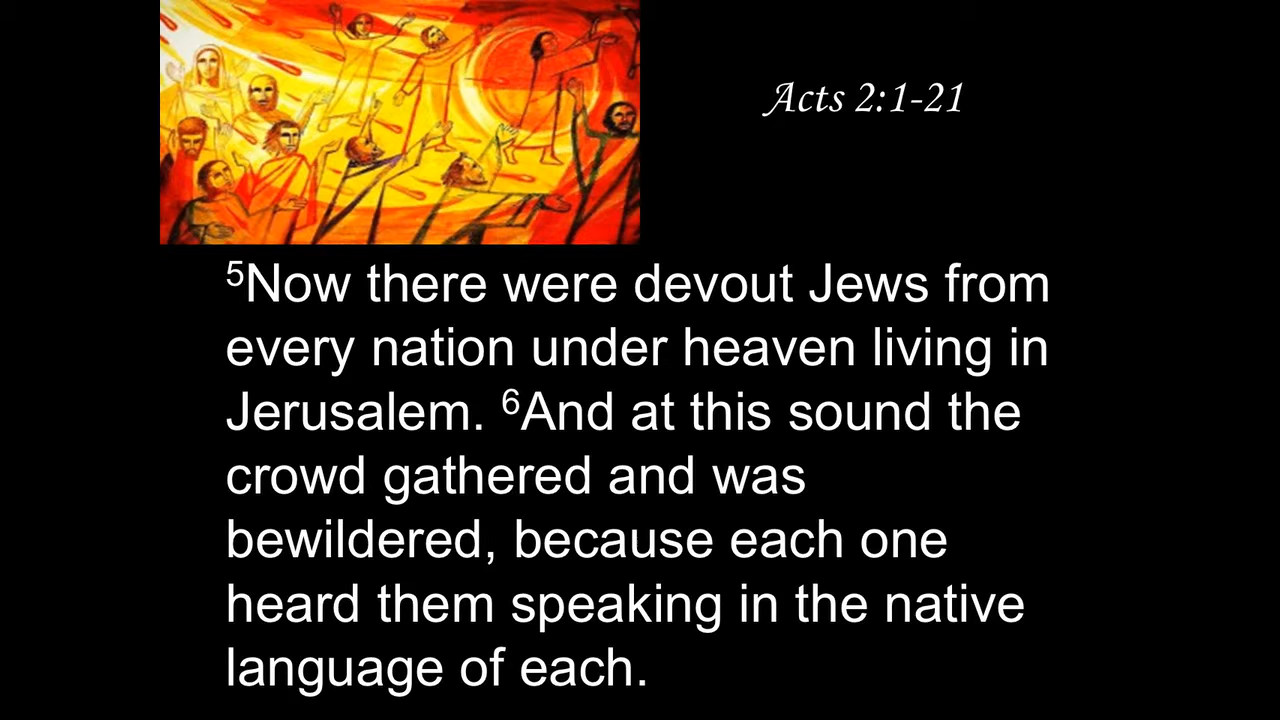 Acts 2:1-21
⁵Now there were devout Jews from
every nation under heaven living in
Jerusalem. ⁶And at this sound the
crowd gathered and was
bewildered, because each one
heard them speaking in the native
language of each.